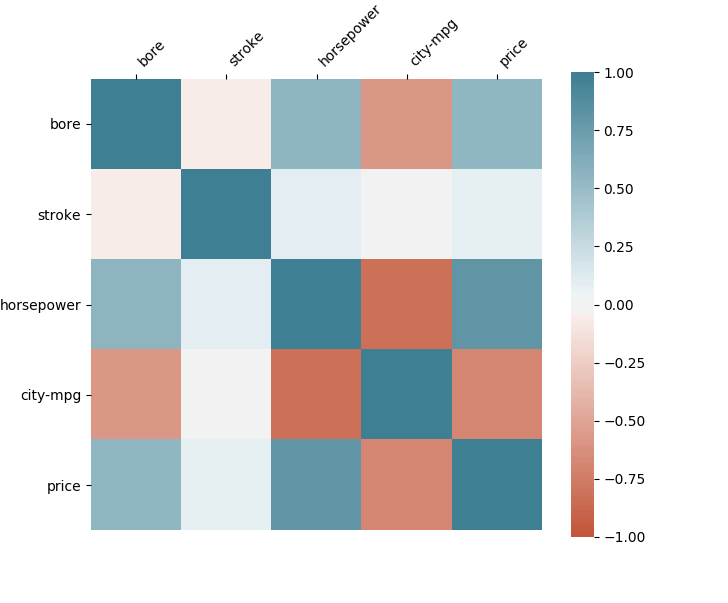 bore
stroke
horsepower
city-mpg
price
bore
stroke
horsepower
city-mpg
price
1.00
0.75
0.50
0.25
0.00
−0.25
−0.50
−0.75
−1.00